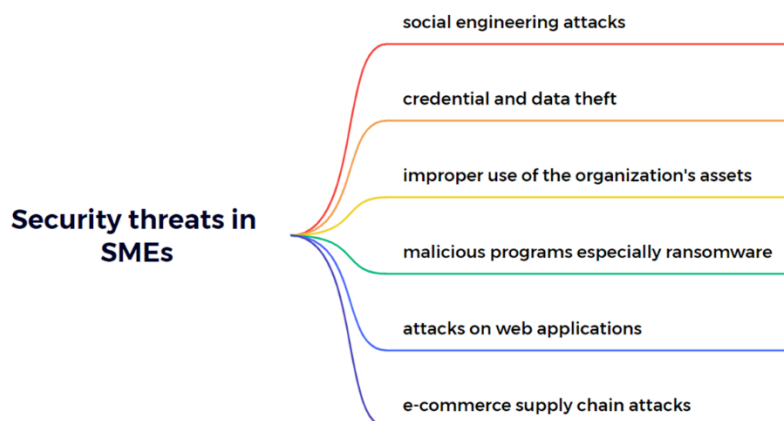 Security threats in
SMEs
social engineering attacks
credential and data theft
improper use of the organization's assets
malicious programs especially ransomware
attacks on web applications
e-commerce supply chain attacks